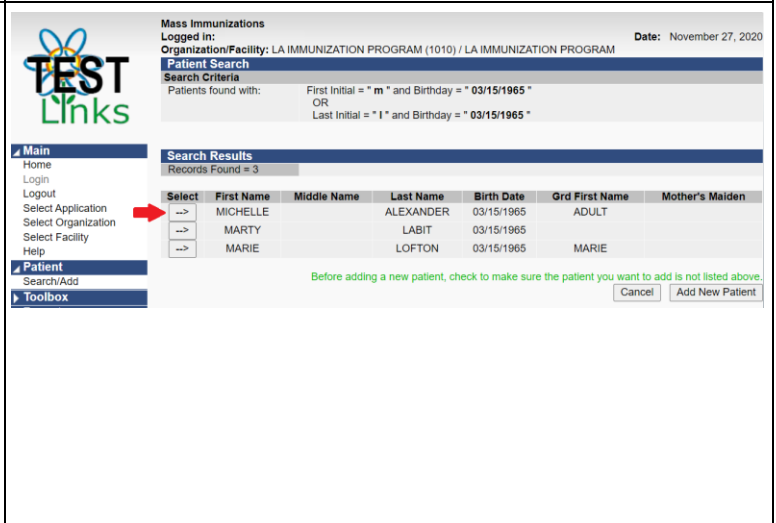 TEST
Links
Mass Immunizations
Logged in:
Date: November 27, 2020
Organization/Facility: LA IMMUNIZATION PROGRAM (1010) / LA IMMUNIZATION PROGRAM
Patient Search
Search Criteria
Patients found with: First Initial = " m " and Birthday = " 03/15/1965 "
OR
Last Initial = " l " and Birthday = " 03/15/1965 "
Main
Home
Login
Logout
Select Application
Select Organization
Select Facility
Help
Patient
Search/Add
Toolbox
Search Results
Records Found = 3
Select First Name Middle Name Last Name Birth Date Grd First Name Mother's Maiden
--> MICHELLE ALEXANDER 03/15/1965 ADULT
--> MARTY LABIT 03/15/1965
--> MARIE LOFTON 03/15/1965 MARIE
Before adding a new patient, check to make sure the patient you want to add is not listed above.
Cancel Add New Patient